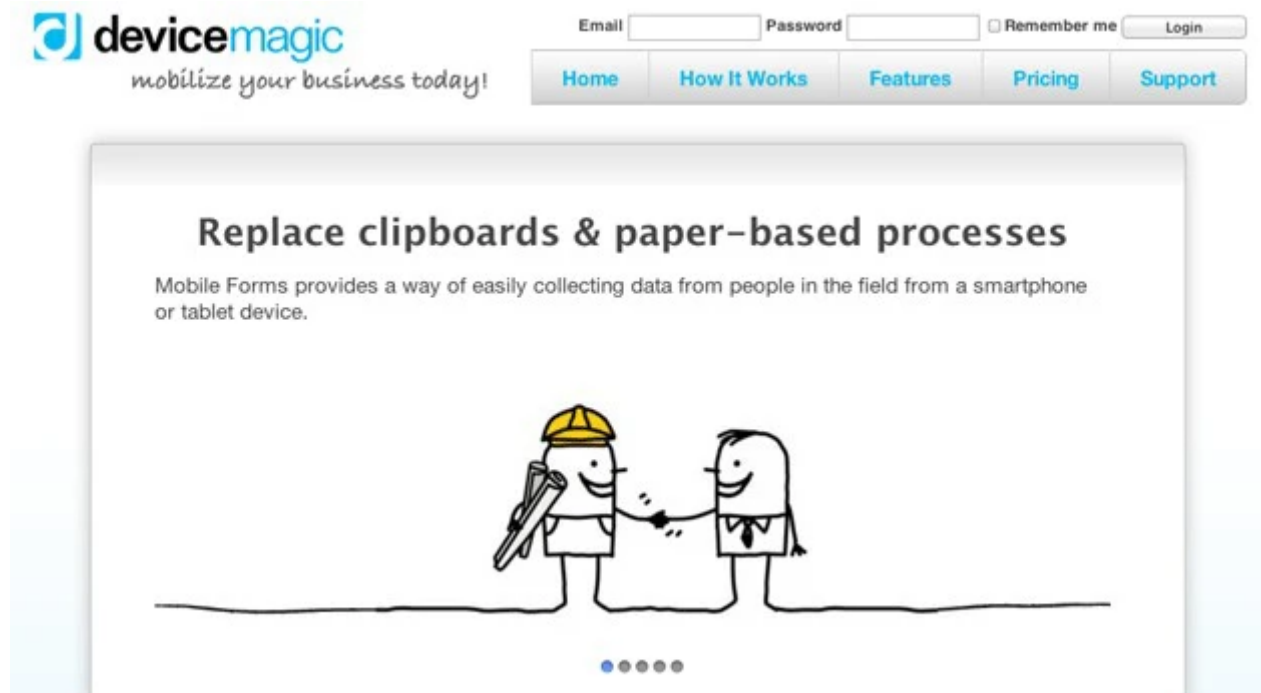 devicemagic
mobilize your business today!
Email Password Remember me Login
Home How It Works Features Pricing Support
Replace clipboards & paper-based processes
Mobile Forms provides a way of easily collecting data from people in the field from a smartphone
or tablet device.